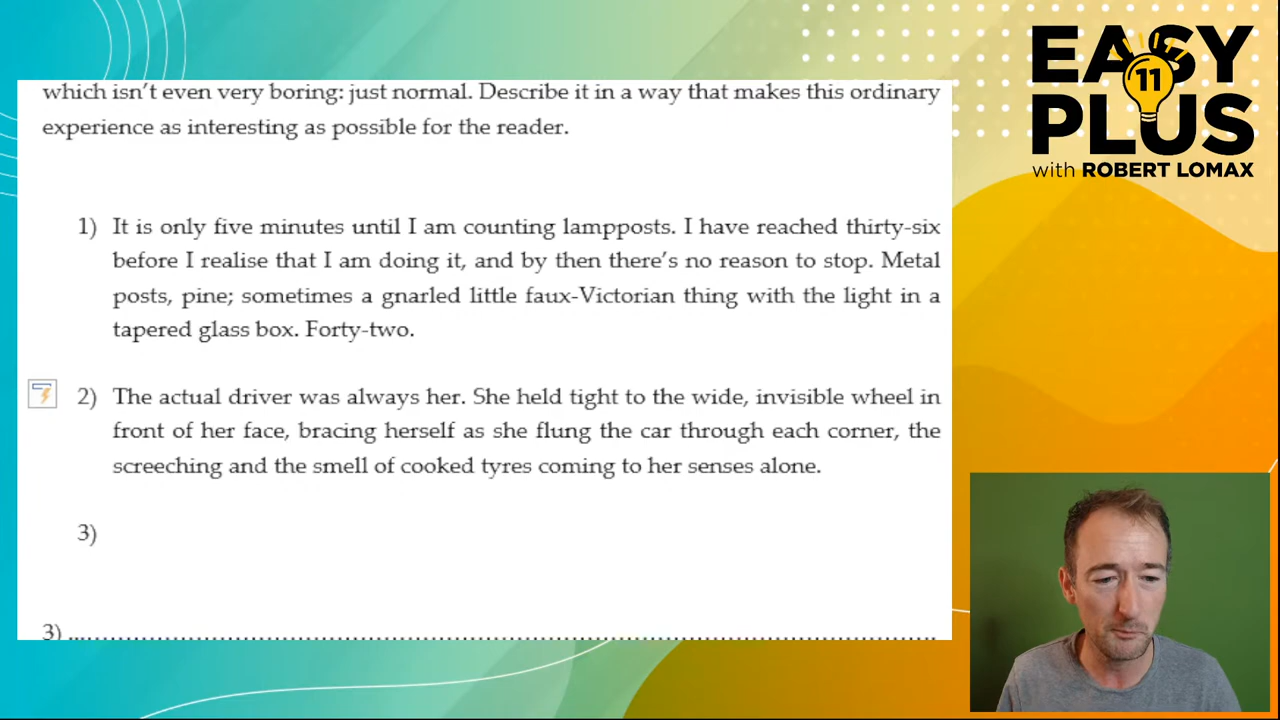 EASY
11
PLUS
with ROBERT LOMAX
which isn't even very boring: just normal. Describe it in a way that makes this ordinary
experience as interesting as possible for the reader.
1) It is only five minutes until I am counting lampposts. I have reached thirty-six
before I realise that I am doing it, and by then there's no reason to stop. Metal
posts, pine; sometimes a gnarled little faux-Victorian thing with the light in a
tapered glass box. Forty-two.
2) The actual driver was always her. She held tight to the wide, invisible wheel in
front of her face, bracing herself as she flung the car through each corner, the
screeching and the smell of cooked tyres coming to her senses alone.
3)
3) ................................................................................